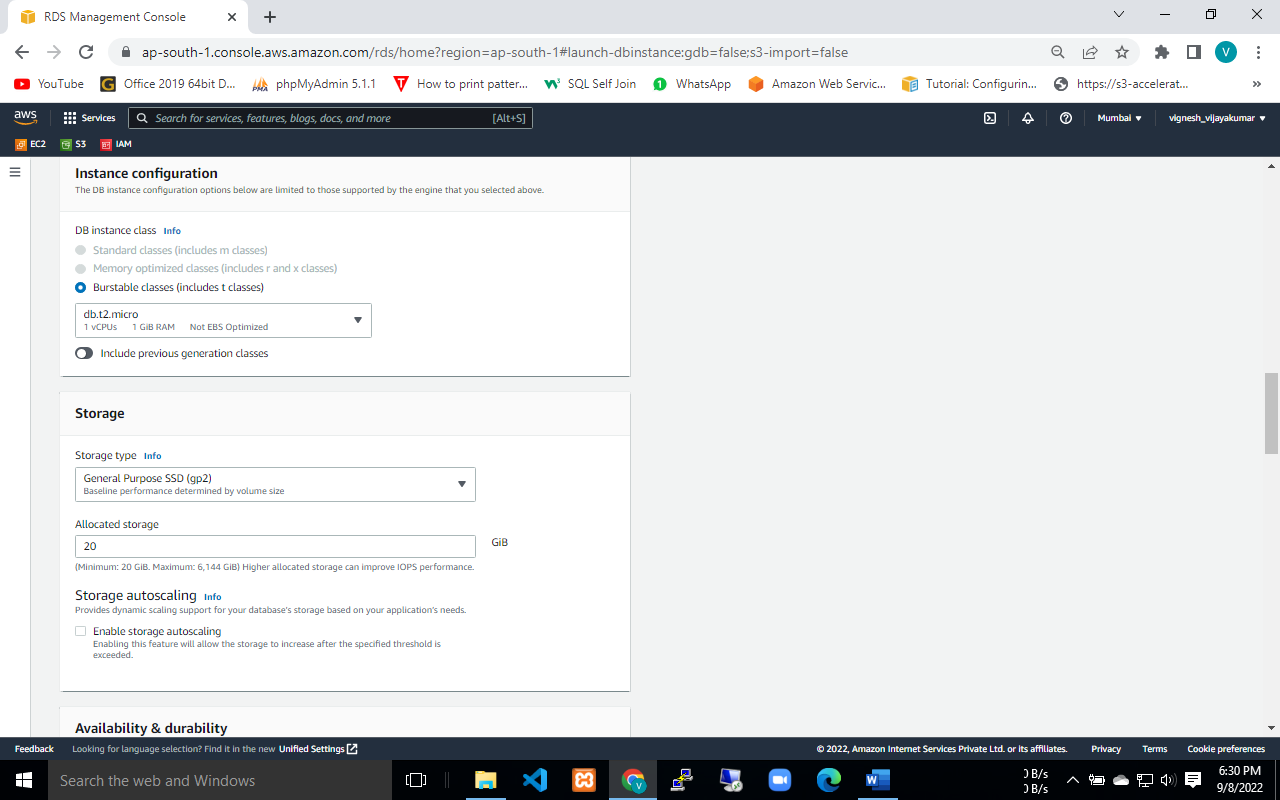 RDS Management Console
ap-south-1.console.aws.amazon.com/rds/home?region=ap-south-1#launch-dbinstance:gdb=false;s3-import=false
V
YouTube
Office 2019 64bit D...
phpMyAdmin 5.1.1
How to print patter...
SQL Self Join
WhatsApp
Amazon Web Servic...
Tutorial: Configurin...
https://s3-accelerat...
»
aws
Services
Search for services, features, blogs, docs, and more
[Alt+S]
Mumbai
vignesh_vijayakumar
EC2
S3
IAM
Instance configuration
The DB instance configuration options below are limited to those supported by the engine that you selected above.
DB instance class Info
Standard classes (includes m classes)
Memory optimized classes (includes r and x classes)
Burstable classes (includes t classes)
db.t2.micro
1 vCPUs 1 GiB RAM Not EBS Optimized
Include previous generation classes
Storage
Storage type Info
General Purpose SSD (gp2)
Baseline performance determined by volume size
Allocated storage
20
GiB
(Minimum: 20 GiB. Maximum: 6,144 GiB) Higher allocated storage can improve IOPS performance.
Storage autoscaling Info
Provides dynamic scaling support for your database's storage based on your application's needs.
Enable storage autoscaling
Enabling this feature will allow the storage to increase after the specified threshold is
exceeded.
Availability & durability
Feedback
Looking for language selection? Find it in the new Unified Settings
© 2022, Amazon Internet Services Private Ltd. or its affiliates.
Privacy
Terms
Cookie preferences
Search the web and Windows
0 B/s
0 B/s
6:30 PM
9/8/2022